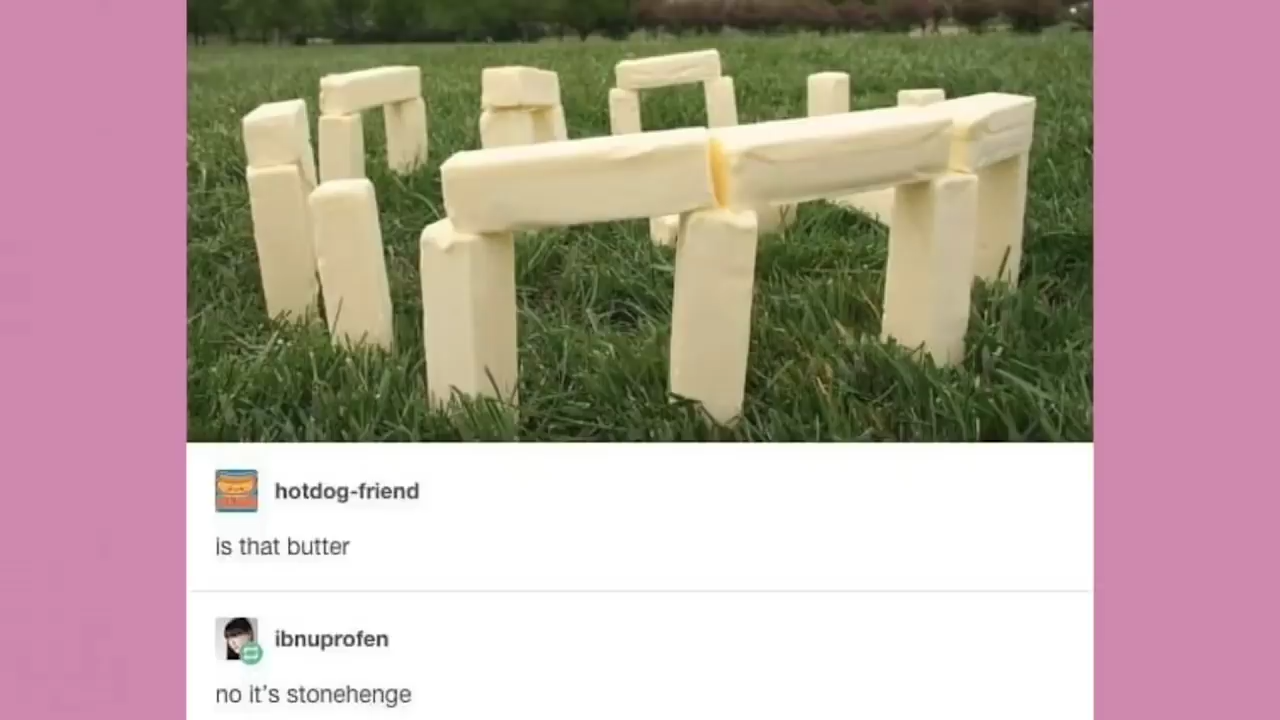 hotdog-friend
is that butter
ibnuprofen
no it's stonehenge